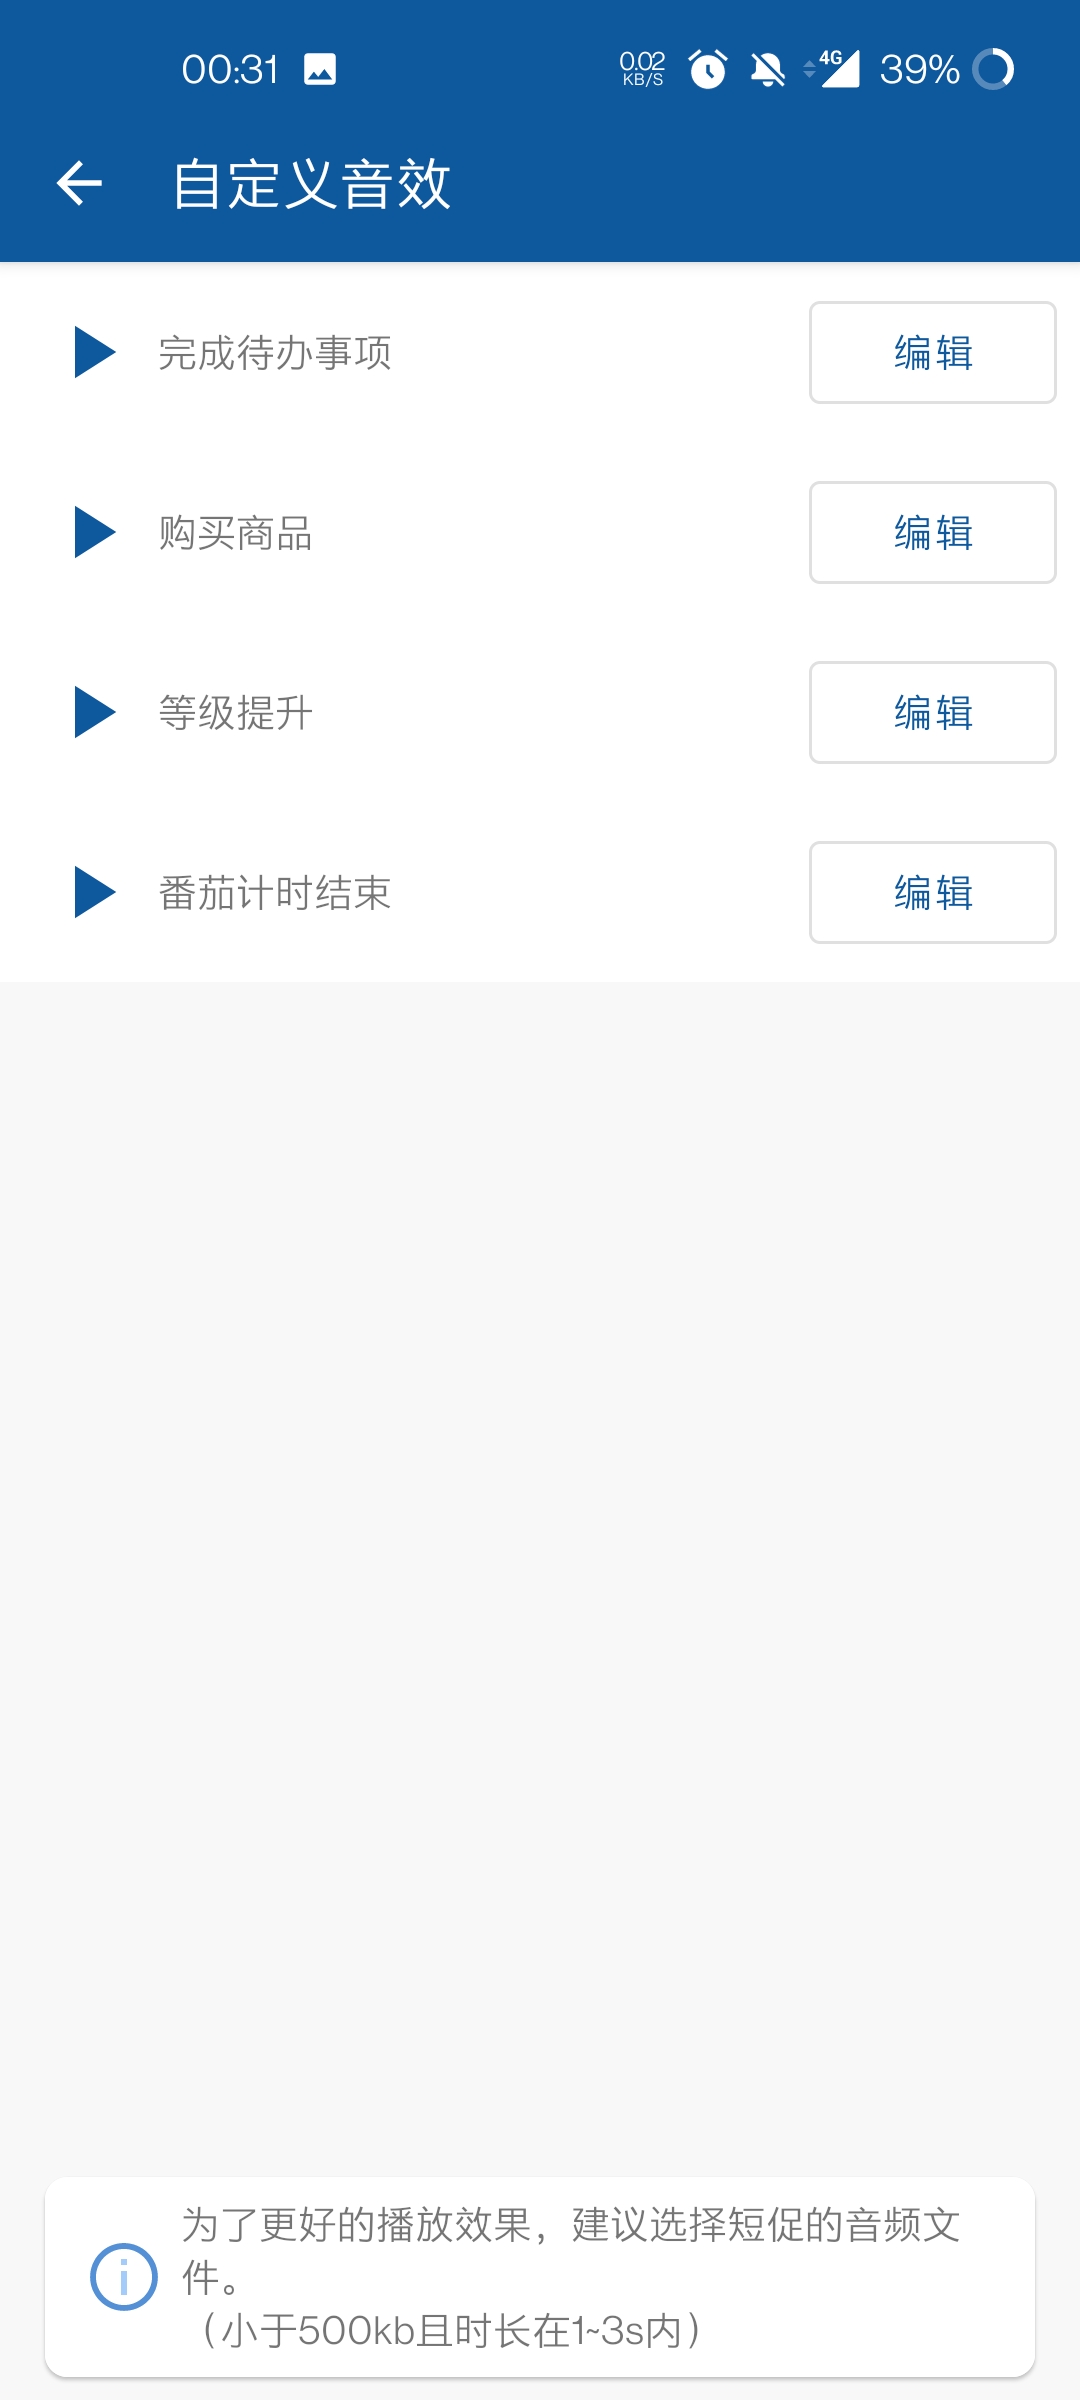 00:31
0.02
KB/S
4G
39%
自定义音效
完成待办事项
编辑
购买商品
编辑
等级提升
编辑
番茄计时结束
编辑
为了更好的播放效果，建议选择短促的音频文
件。
（小于500kb且时长在1~3s内）